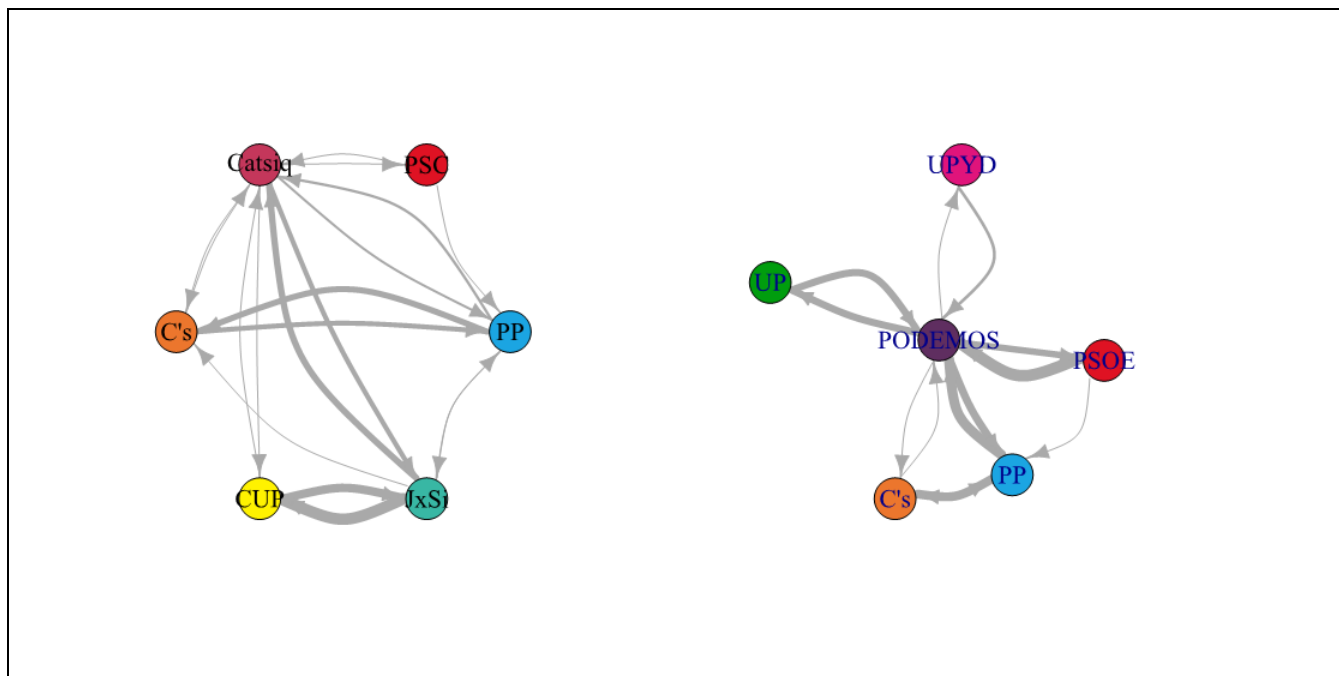 Catsiq
PSC
C's
PP
CUP
JxSi
UPYD
UP
PODEMOS
PSOE
PP
C's